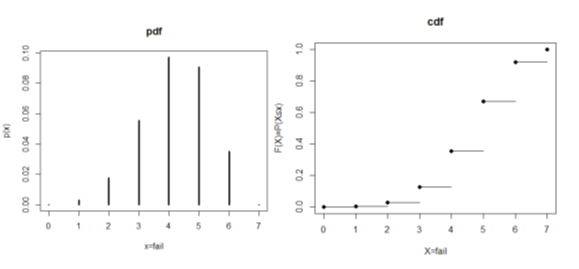 pdf
p(x)
0.00 0.02 0.04 0.06 0.08 0.10
0 1 2 3 4 5 6 7
x=fail
cdf
F(X)=P(X≤x)
0.0 0.2 0.4 0.6 0.8 1.0
0 1 2 3 4 5 6 7
X=fail